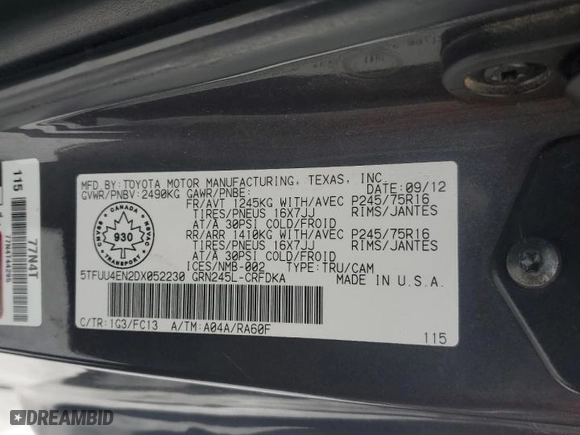 MFD.BY:TOYOTA MOTOR MANUFACTURING, TEXAS, INC.
GVWR/PNBV:2490KG GAWR/PNBE: DATE:09/12
FR/AVT 1245KG WITH/AVEC P245/75R16
TIRES/PNEUS 16X7JJ RIMS/JANTES
AT/A 30PSI COLD/FROID
RR/ARR 1410KG WITH/AVEC P245/75R16
TIRES/PNEUS 16X7JJ RIMS/JANTES
AT/A 30PSI COLD/FROID
ICES/NMB-002 TYPE:TRU/CAM
5TFUU4EN2DX052230 GRN245L-CRFDKA
U.S.A.
C/TR:1G3/FC13 A/TM:A04A/RA60F
115
CANADA
930
TRANSPORT
CANADA
115
77N4T
DREAMBID